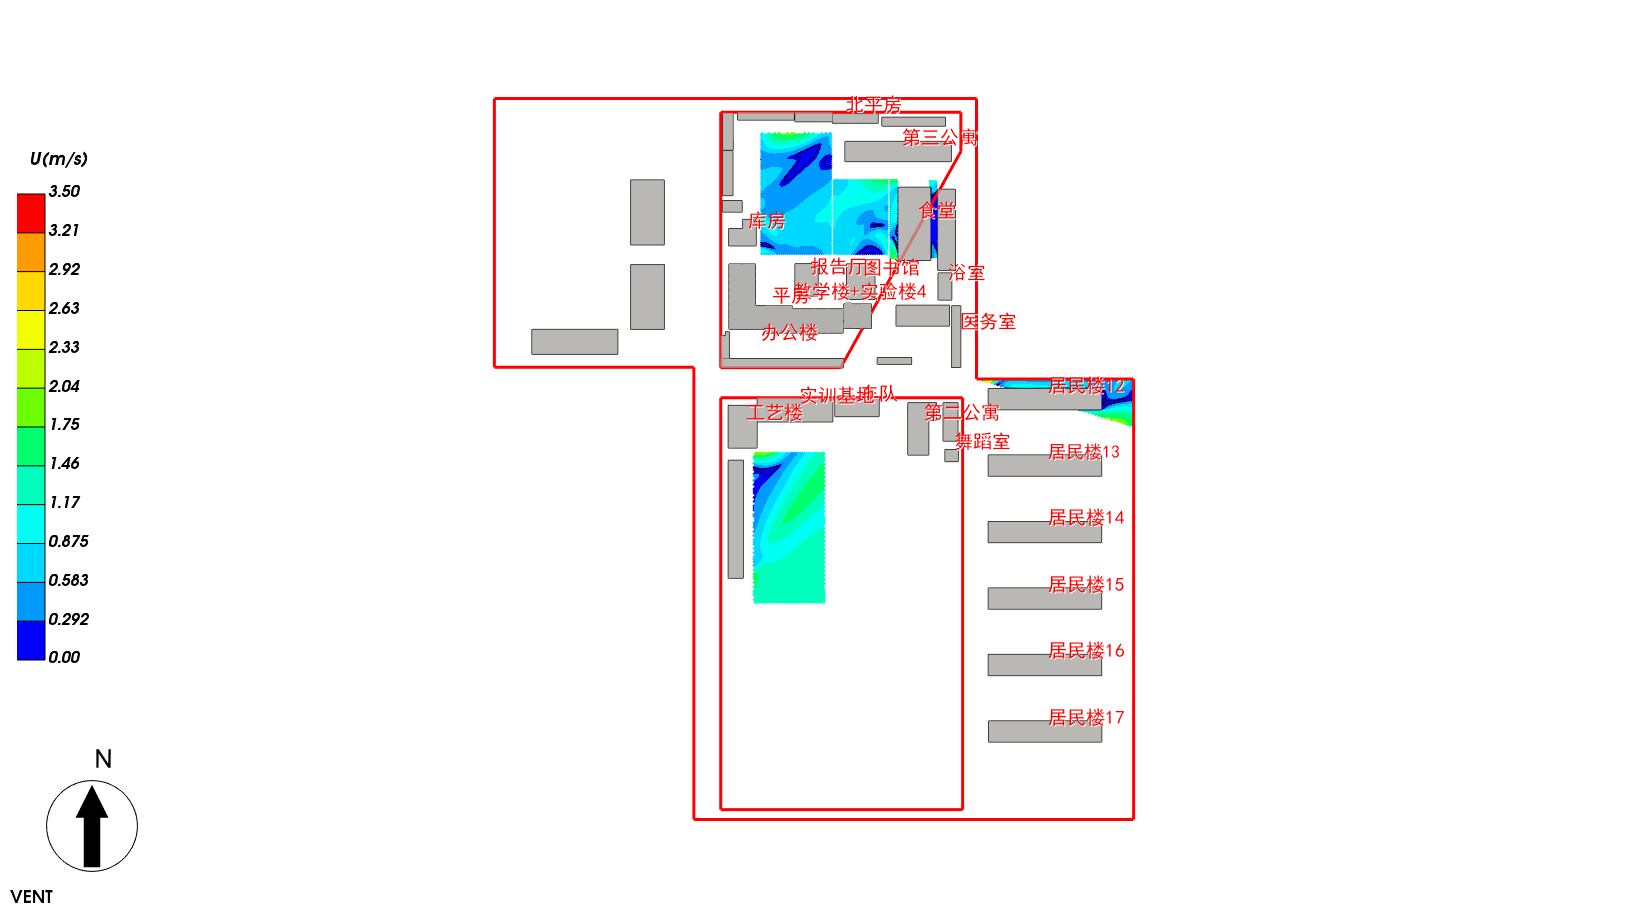 U(m/s)
3.50
3.21
2.92
2.63
2.33
2.04
1.75
1.46
1.17
0.875
0.583
0.292
0.00
N
VENT
北平房
第三公寓
食堂
库房
报告厅
图书馆
浴室
平房
教学楼+实验楼4
医务室
办公楼
居民楼12
实训基地
车队
工艺楼
第二公寓
舞蹈室
居民楼13
居民楼14
居民楼15
居民楼16
居民楼17